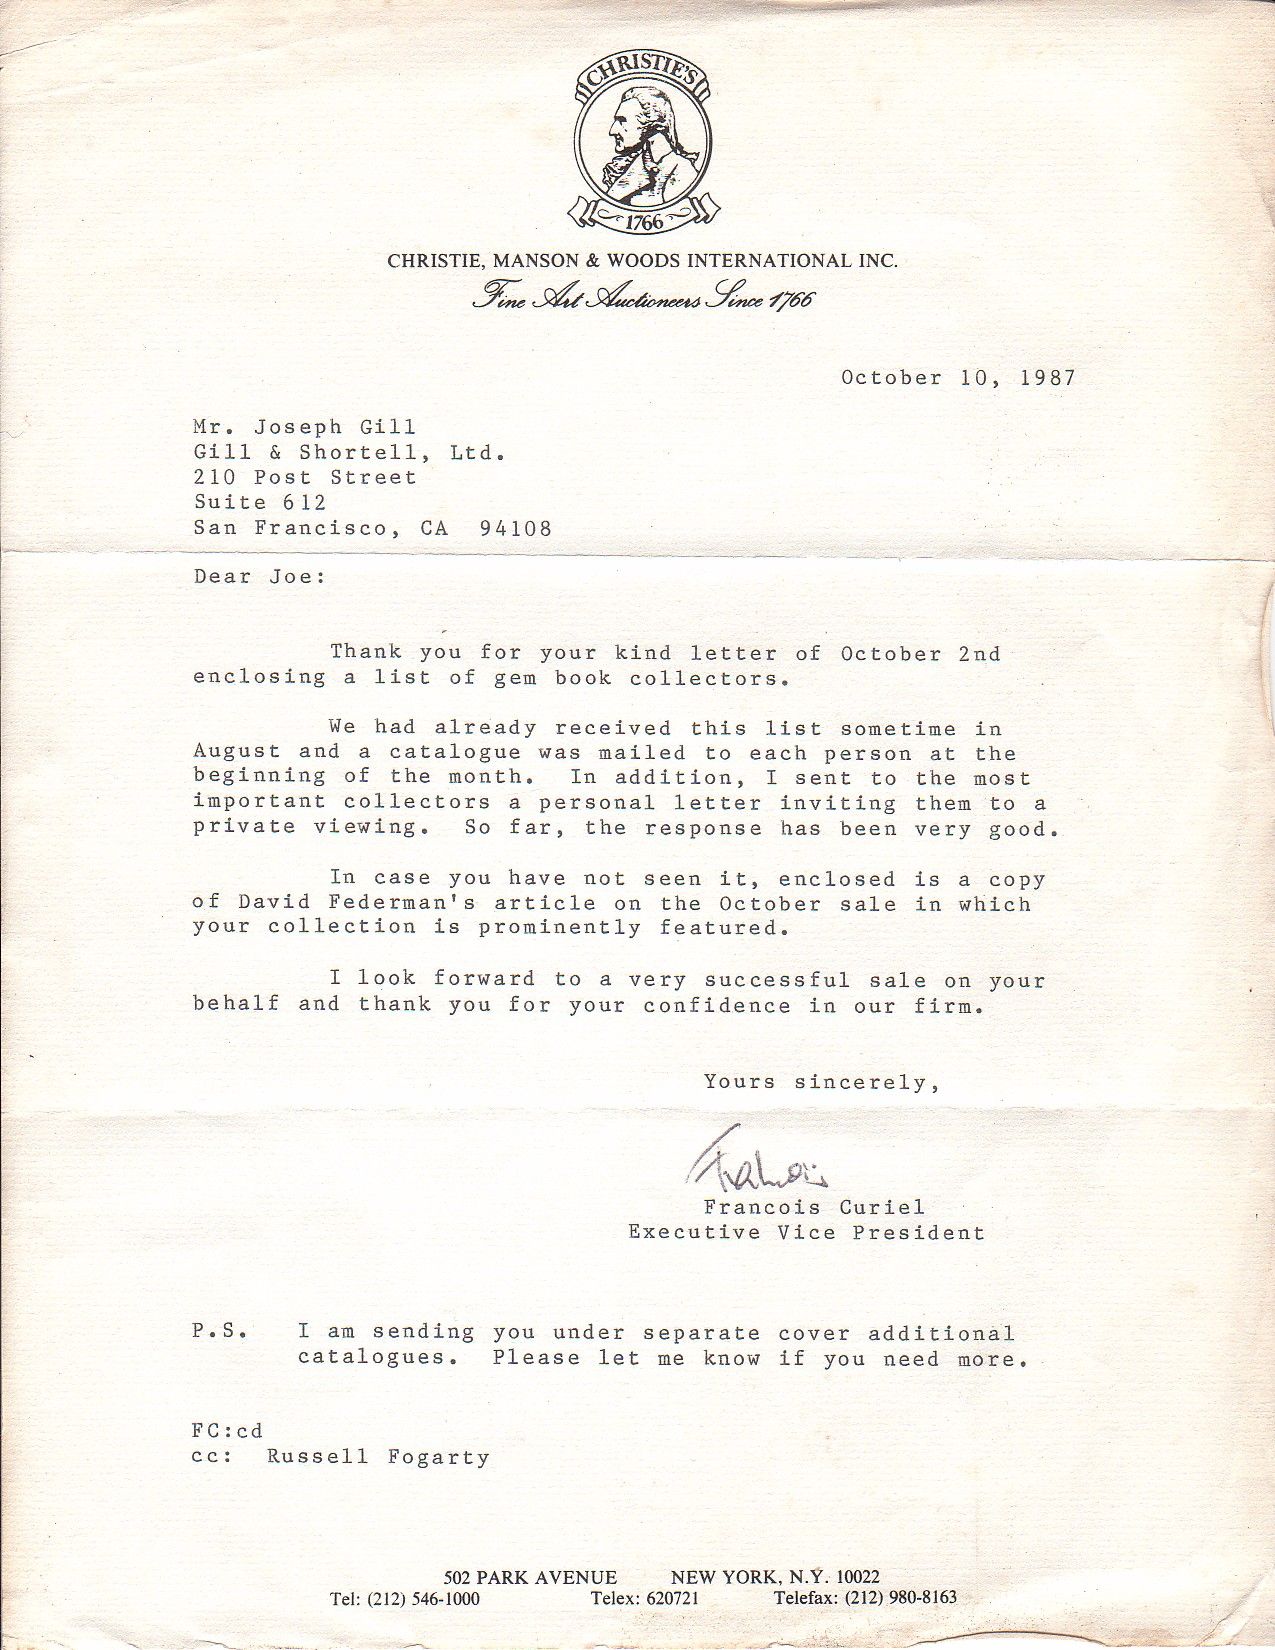 CHRISTIE'S
1766
CHRISTIE, MANSON & WOODS INTERNATIONAL INC.
Fine Art Auctioneers Since 1766
October 10, 1987
Mr. Joseph Gill
Gill & Shortell, Ltd.
210 Post Street
Suite 612
San Francisco, CA 94108
Dear Joe:
Thank you for your kind letter of October 2nd
enclosing a list of gem book collectors.
We had already received this list sometime in
August and a catalogue was mailed to each person at the
beginning of the month. In addition, I sent to the most
important collectors a personal letter inviting them to a
private viewing. So far, the response has been very good.
In case you have not seen it, enclosed is a copy
of David Federman's article on the October sale in which
your collection is prominently featured.
I look forward to a very successful sale on your
behalf and thank you for your confidence in our firm.
Yours sincerely,
François
Francois Curiel
Executive Vice President
P.S. I am sending you under separate cover additional
catalogues. Please let me know if you need more.
FC:cd
cc: Russell Fogarty
502 PARK AVENUE NEW YORK, N.Y. 10022
Tel: (212) 546-1000 Telex: 620721 Telefax: (212) 980-8163